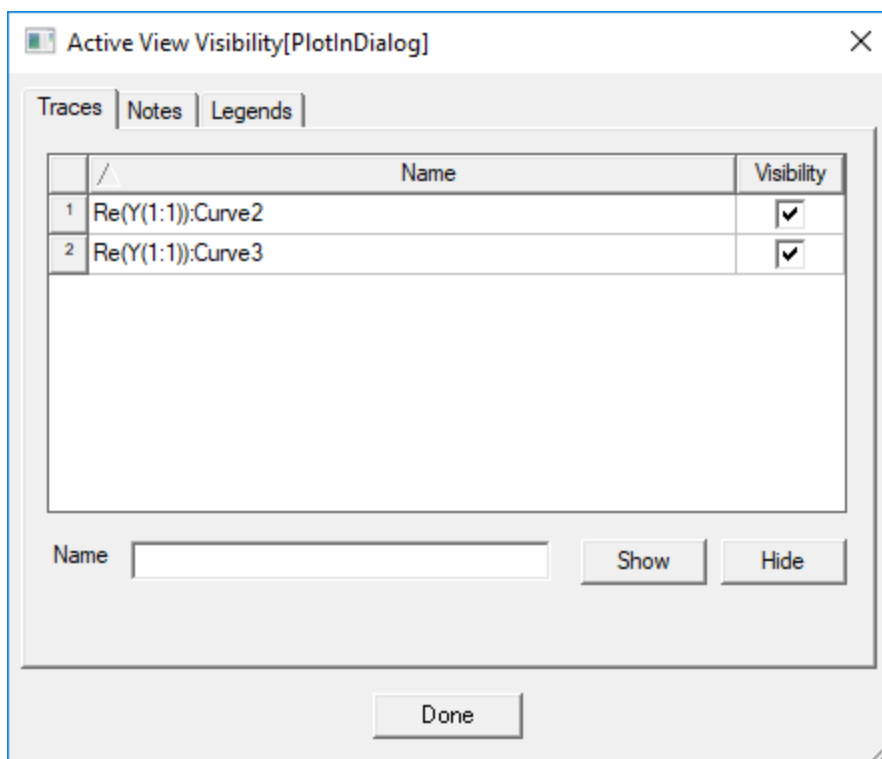 Active View Visibility[PlotInDialog]
Traces Notes Legends
Name Visibility
1 Re(Y(1:1)):Curve2
2 Re(Y(1:1)):Curve3
Name Show Hide
Done